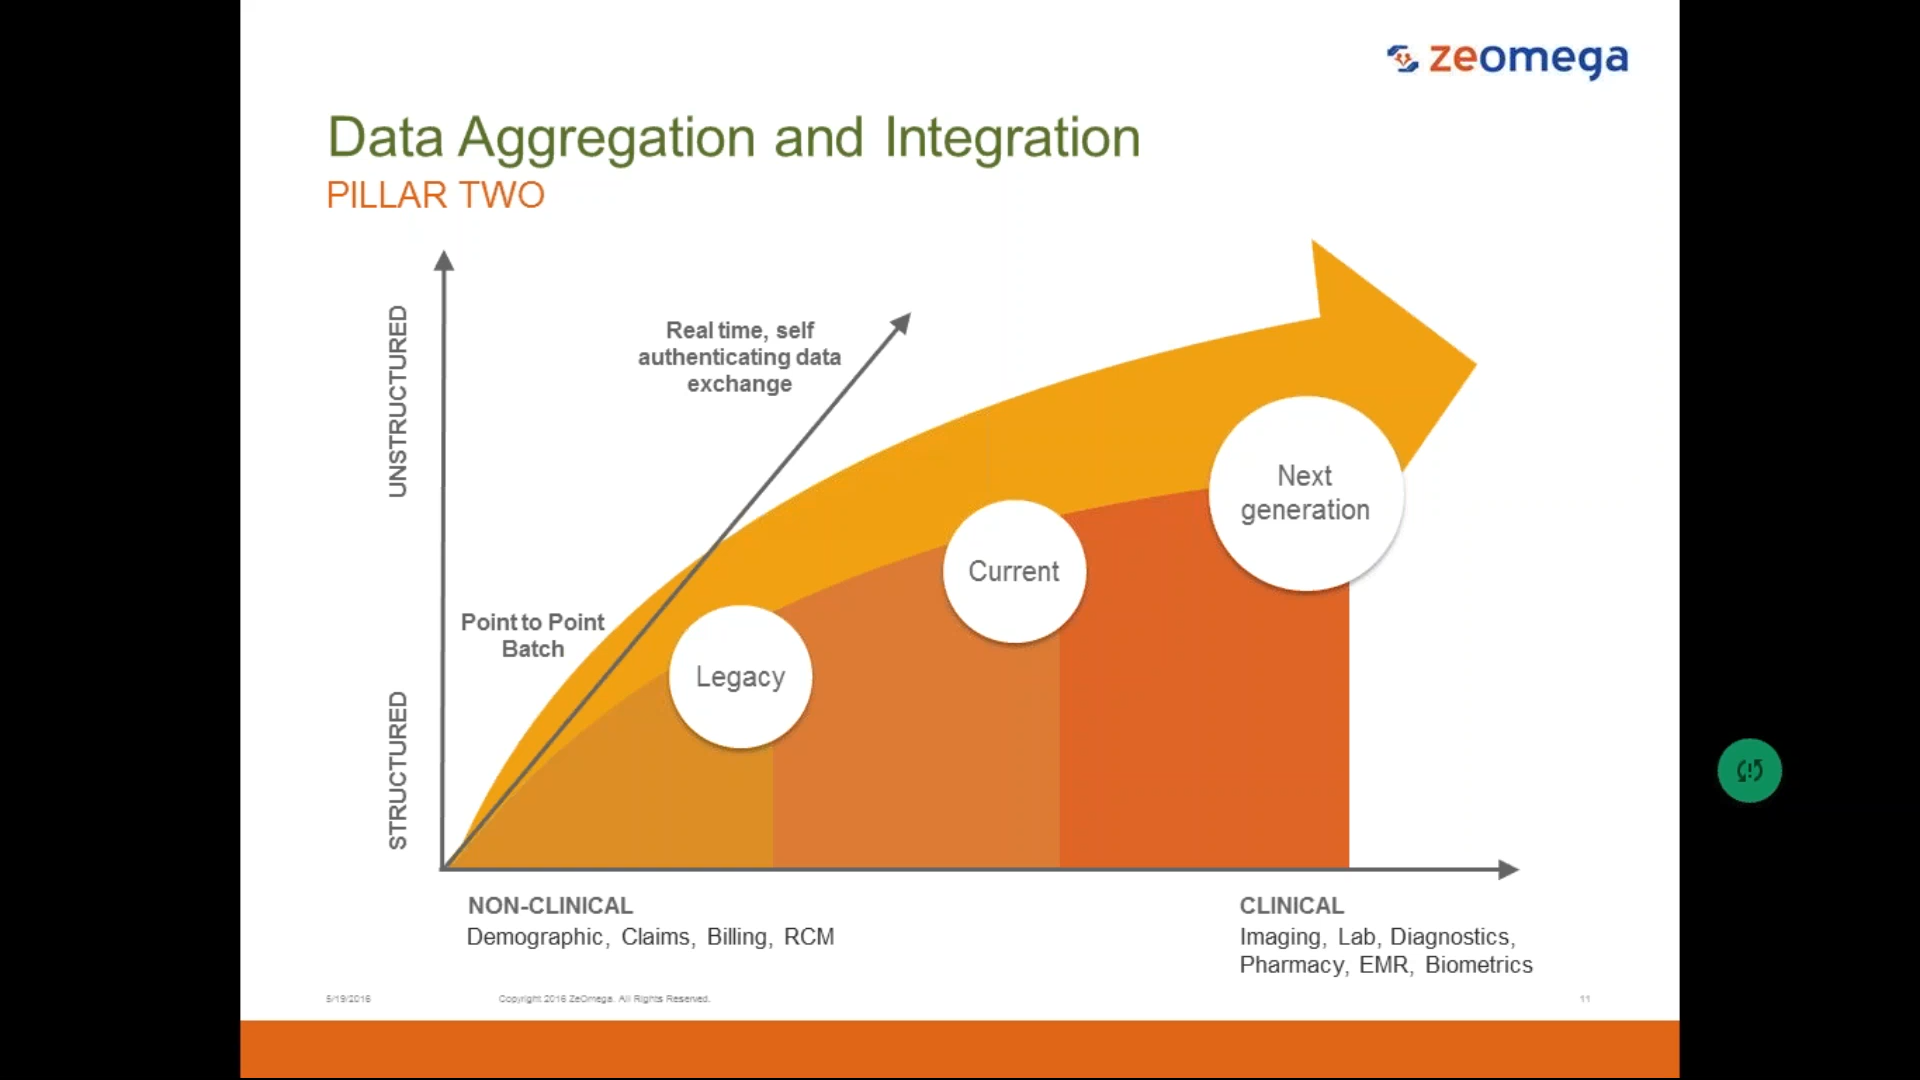 zeomega
Data Aggregation and Integration
PILLAR TWO
UNSTRUCTURED
STRUCTURED
Real time, self
authenticating data
exchange
Point to Point
Batch
Legacy
Current
Next
generation
NON-CLINICAL
Demographic, Claims, Billing, RCM
CLINICAL
Imaging, Lab, Diagnostics,
Pharmacy, EMR, Biometrics
5/19/2016
Copyright 2016 ZeOmega. All Rights Reserved.
11